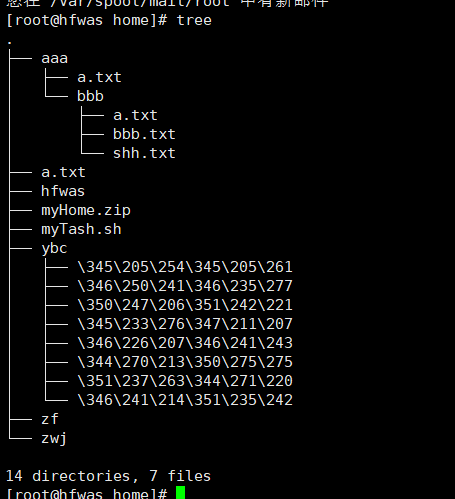 您在 /var/spool/mail/root 中有新邮件
[root@hfwas home]# tree
.
├── aaa
│   ├── a.txt
│   └── bbb
│       ├── a.txt
│       ├── bbb.txt
│       └── shh.txt
├── a.txt
├── hfwas
├── myHome.zip
├── myTash.sh
├── ybc
│   ├── \345\205\254\345\205\261
│   ├── \346\250\241\346\235\277
│   ├── \350\247\206\351\242\221
│   ├── \345\233\276\347\211\207
│   ├── \346\226\207\346\241\243
│   ├── \344\270\213\350\275\275
│   ├── \351\237\263\344\271\220
│   └── \346\241\214\351\235\242
├── zf
└── zwj
14 directories, 7 files
[root@hfwas home]#